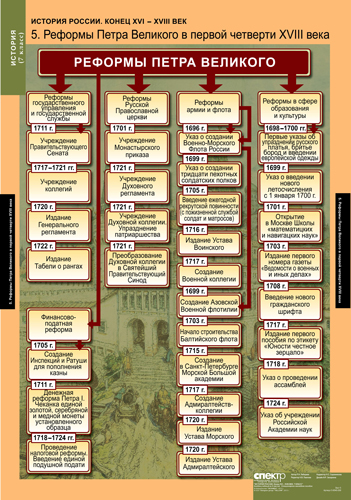 ИСТОРИЯ
(7 класс)
ИСТОРИЯ РОССИИ. КОНЕЦ XVI – XVIII ВЕК
5. Реформы Петра Великого в первой четверти XVIII века
РЕФОРМЫ ПЕТРА ВЕЛИКОГО
Реформы
государственного
управления
и государственной
службы
1711 г.
Учреждение
Правительствующего
Сената
1717–1721 гг.
Учреждение
коллегий
1720 г.
Издание
Генерального
регламента
1722 г.
Издание
Табели о рангах
Финансово-
податная
реформа
1705 г.
Создание
Инспекций и Ратуши
для пополнения
казны
1711 г.
Денежная
реформа Петра I.
Чеканка единой
золотой, серебряной
и медной монеты
установленного
образца
1718–1724 гг.
Проведение
налоговой реформы.
Введение единой
подушной подати
Реформы
Русской
Православной
церкви
1701 г.
Учреждение
Монастырского
приказа
1721 г.
Учреждение
Духовного
Регламента
1721 г.
Учреждение
Духовной коллегии.
Упразднение
патриаршества
1721 г.
Преобразование
Духовной коллегии
в Святейший
Правительствующий
Синод
Реформы
армии и флота
1696 г.
Указ о создании
Военно-Морского
Флота России
1699 г.
Указ о создании
тридцати пехотных
солдатских полков
1705 г.
Введение ежегодной
рекрутской повинности
(с пожизненной службой
солдат и матросов)
1716 г.
Издание Устава
Воинского
1717 г.
Создание
Военной коллегии
1699 г.
Создание Азовской
Военной флотилии
1703 г.
Начало строительства
Балтийского флота
1715 г.
Создание
в Санкт-Петербурге
Морской Большой
академии
1717 г.
Создание
Адмиралтейств-
коллегии
1720 г.
Издание
Устава Морского
1720 г.
Издание Устава
Адмиралтейского
Реформы в сфере
образования
и культуры
1698–1700 гг.
Первые указы об
упразднении русского
платья, бритье
бород и введении
европейской одежды
1699 г.
Указ о введении
нового
летосчисления
с 1 января 1700 г.
1701 г.
Открытие
в Москве Школы
«математицких
и навигацких наук»
1703 г.
Издание первого
номера газеты
«Ведомости о военных
и иных делах»
1708 г.
Введение нового
гражданского
шрифта
1717 г.
Издание первого
пособия по этикету
«Юности честное
зерцало»
1718 г.
Указ о проведении
ассамблей
1724 г.
Указ об учреждении
Российской
Академии наук
5. Реформы Петра Великого в первой четверти XVIII века
спектр